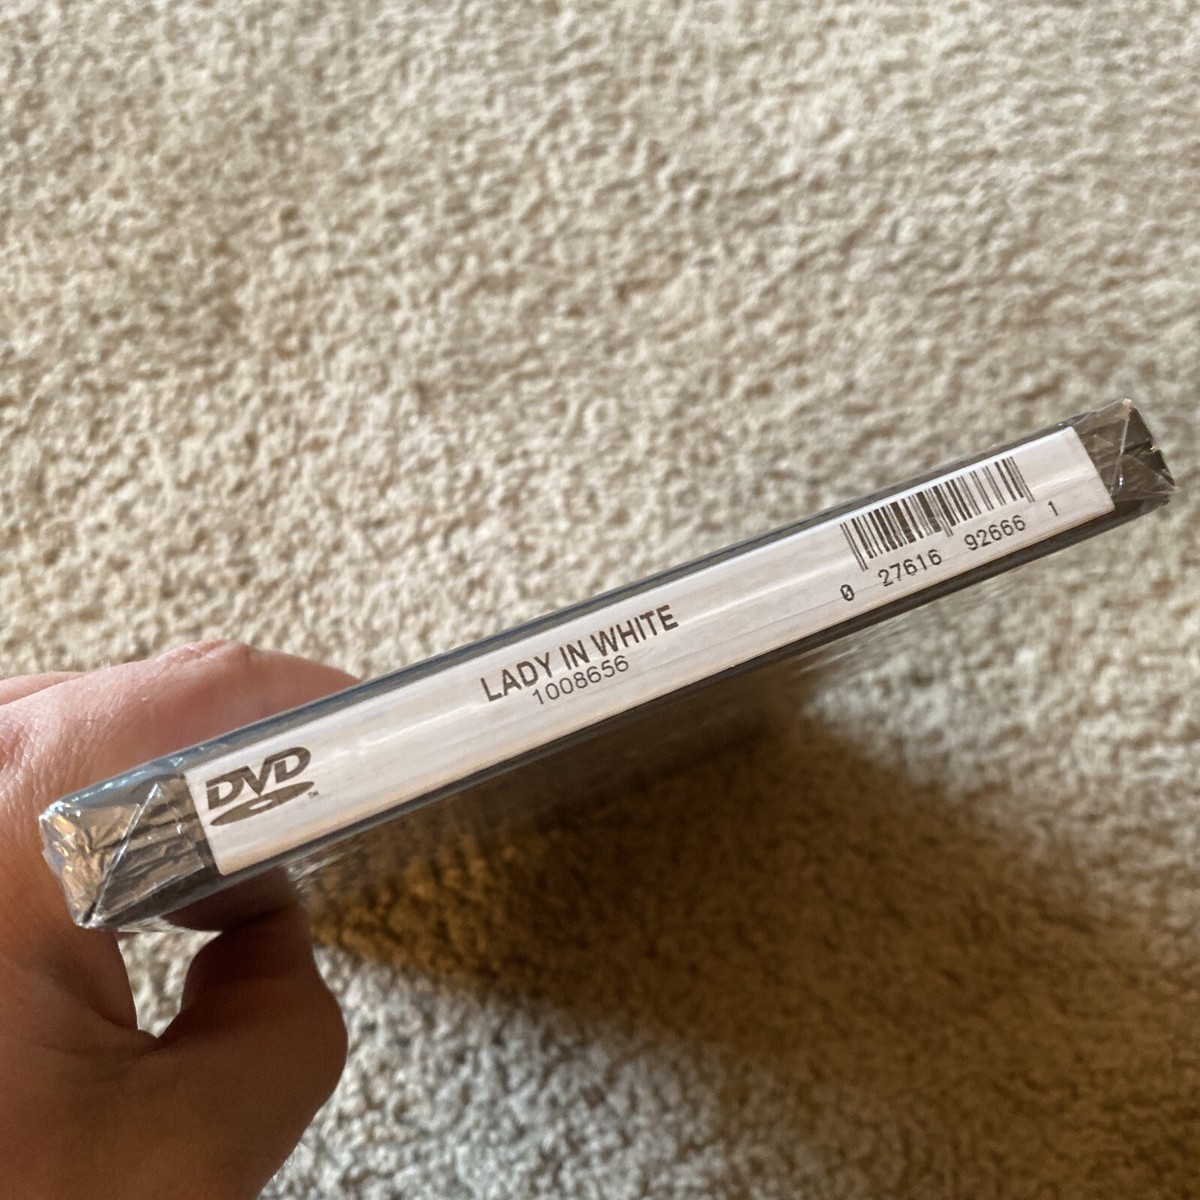 DVD
LADY IN WHITE
1008656
0 27616 92666 1